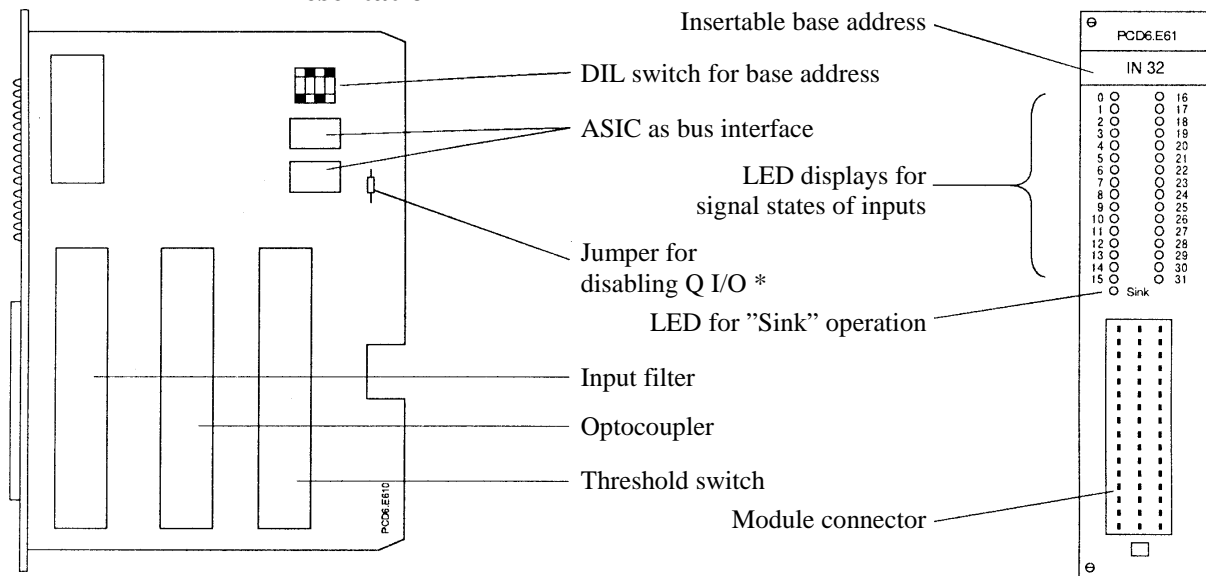 Insertable base address
DIL switch for base address
ASIC as bus interface
LED displays for
signal states of inputs
Jumper for
disabling Q I/O *
LED for ”Sink” operation
Input filter
Optocoupler
Threshold switch
Module connector
PCD6.E610
PCD6.E61
IN 32
0 16
1 17
2 18
3 19
4 20
5 21
6 22
7 23
8 24
9 25
10 26
11 27
12 28
13 29
14 30
15 31
Sink